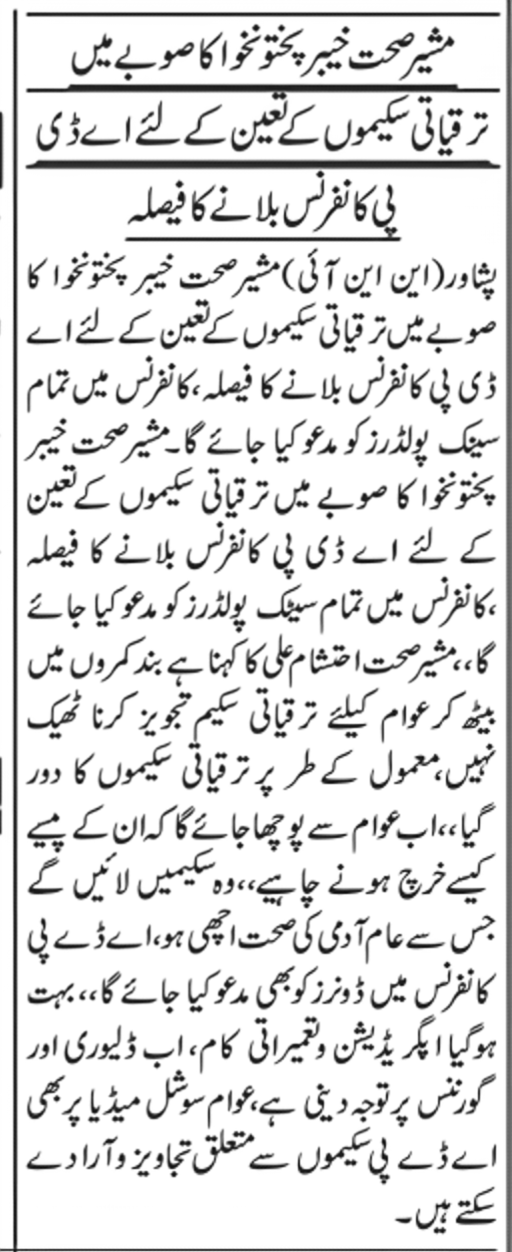 مشیر صحت خیبر پختونخوا کا صوبے میں
ترقیاتی سکیموں کے تعین کے لئے اے ڈی
پی کانفرنس بلانے کا فیصلہ
پشاور(این این آئی)مشیر صحت خیبر پختونخوا کا
صوبے میں ترقیاتی سکیموں کے تعین کے لئے اے
ڈی پی کانفرنس بلانے کا فیصلہ،کانفرنس میں تمام
سٹیک ہولڈرز کو مدعو کیا جائے گا۔مشیر صحت خیبر
پختونخوا کا صوبے میں ترقیاتی سکیموں کے تعین
کے لئے اے ڈی پی کانفرنس بلانے کا فیصلہ
،کانفرنس میں تمام سٹیک ہولڈرز کو مدعو کیا جائے
گا،،مشیر صحت احتشام علی کا کہنا ہے بند کمروں میں
بیٹھ کر عوام کیلئے ترقیاتی سکیم تجویز کرنا ٹھیک
نہیں،معمول کے طر پر ترقیاتی سکیموں کا دور
گیا،،اب عوام سے پوچھا جائے گا کہ ان کے پیسے
کیسے خرچ ہونے چاہیے،،وہ سکیمیں لائیں گے
جس سے عام آدمی کی صحت اچھی ہو،اے ڈے پی
کانفرنس میں ڈونرز کو بھی مدعو کیا جائے گا،،بہت
ہوگیا اپگریڈیشن و تعمیراتی کام، اب ڈلیوری اور
گورننس پر توجہ دینی ہے،عوام سوشل میڈیا پر بھی
اے ڈے پی سکیموں سے متعلق تجاویز و آرا دے
سکتے ہیں۔